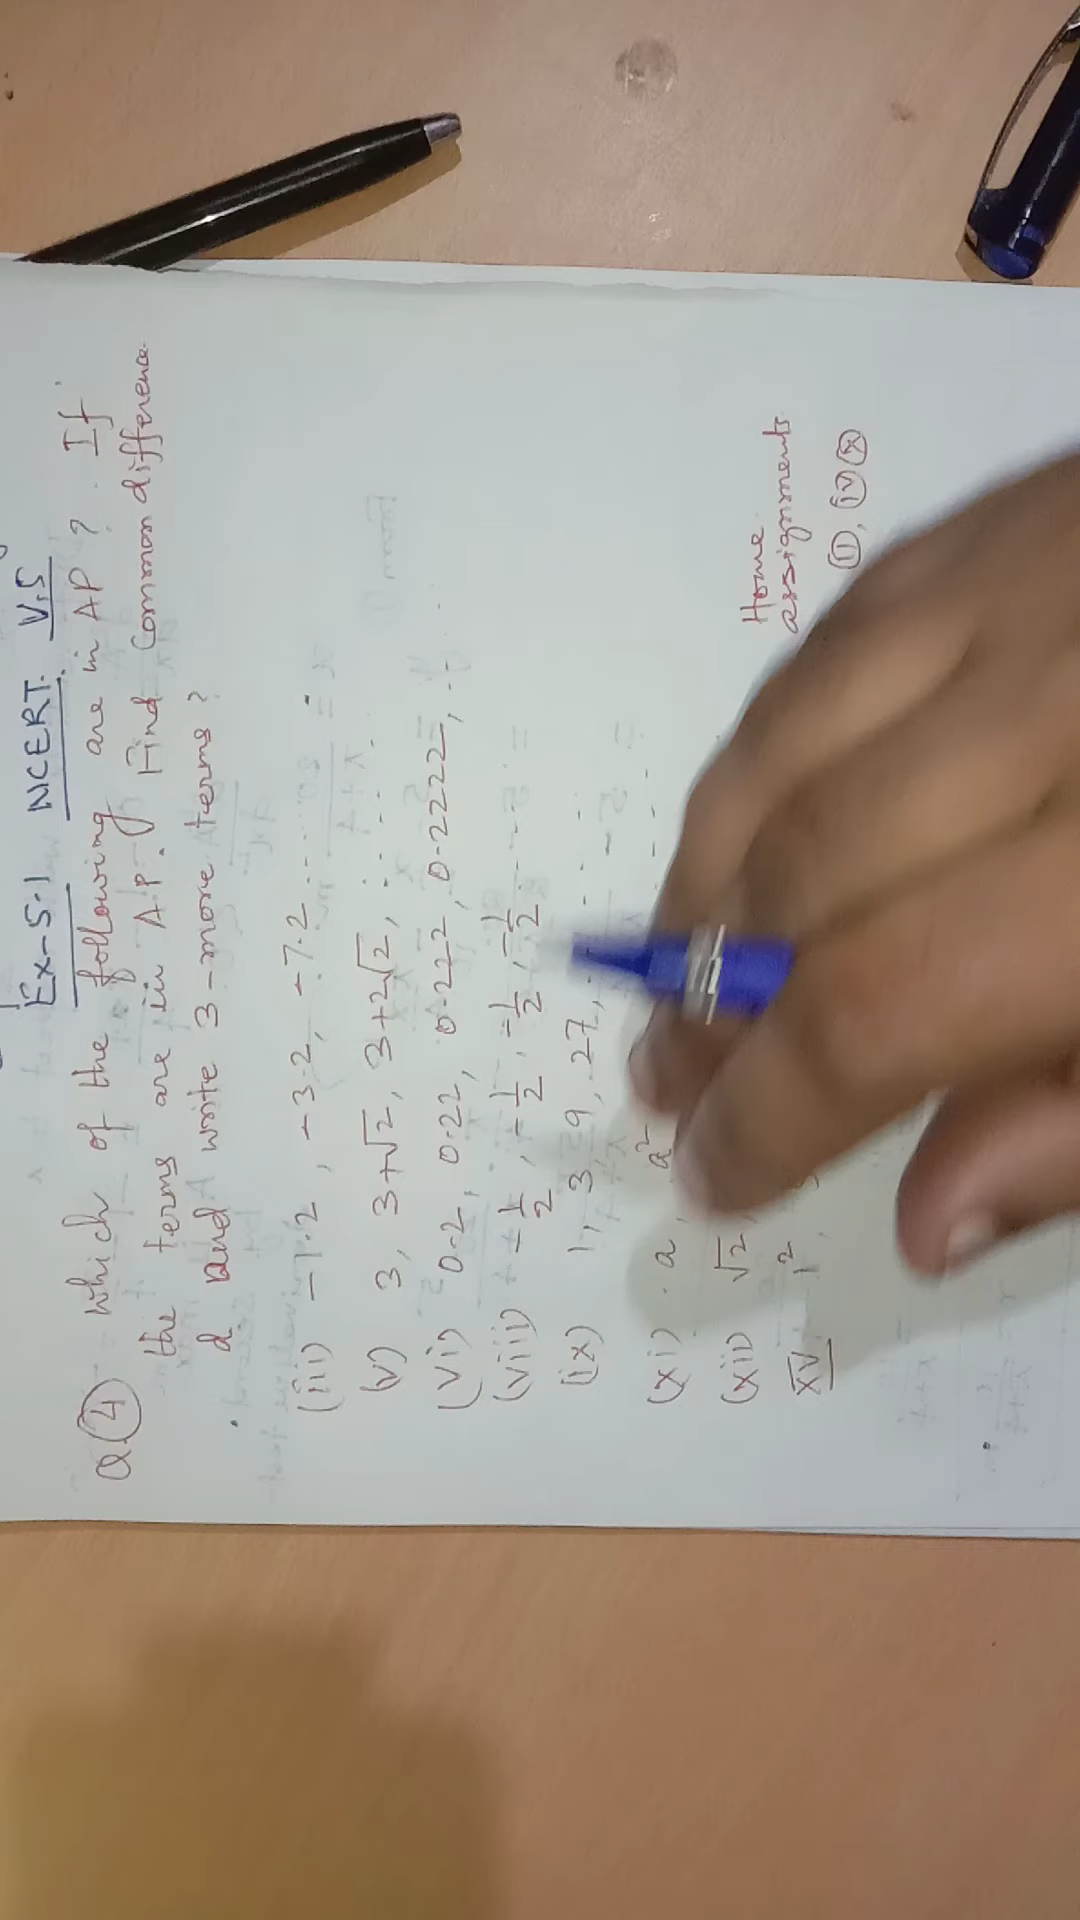 Ex-5.1 NCERT. V.S
Q.(4) which of the following are in AP? . If
the terms are in A.P. Find Common difference
d and write 3-more terms?
(ii) -1.2, -3.2, -7.2 .....
(v) 3, 3+√2, 3+2√2, .....
(vi) 0.2, 0.22, 0.222, 0.2222, ...
(viii) -1/2, -1/2, -1/2, -1/2 ....
(ix) 1, 3, 9, 27, ....
(xi) a, a²
(xii) √2,
XV 1²,
Home
assignments
(i), (iv) (x)